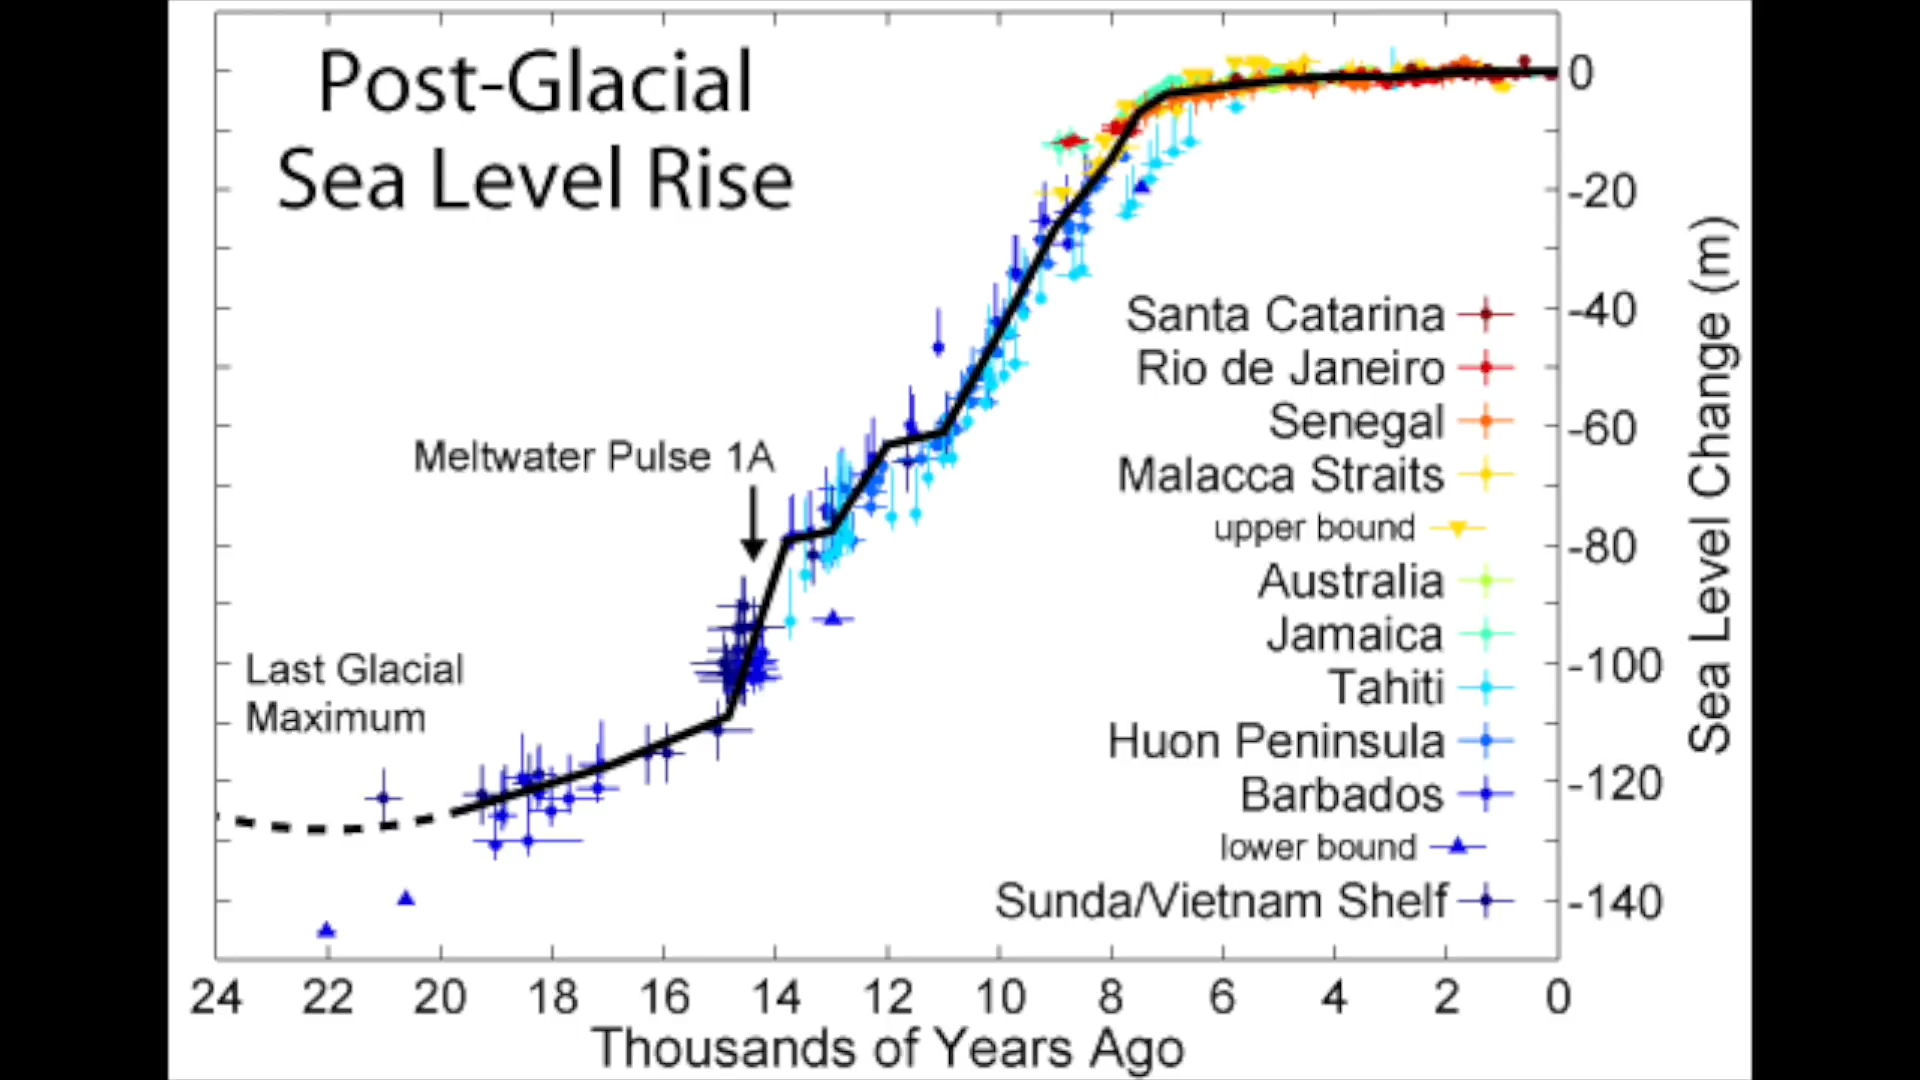 Post-Glacial
Sea Level Rise
Meltwater Pulse 1A
Last Glacial
Maximum
Santa Catarina
Rio de Janeiro
Senegal
Malacca Straits
upper bound
Australia
Jamaica
Tahiti
Huon Peninsula
Barbados
lower bound
Sunda/Vietnam Shelf
0
-20
-40
-60
-80
-100
-120
-140
Sea Level Change (m)
24 22 20 18 16 14 12 10 8 6 4 2 0
Thousands of Years Ago